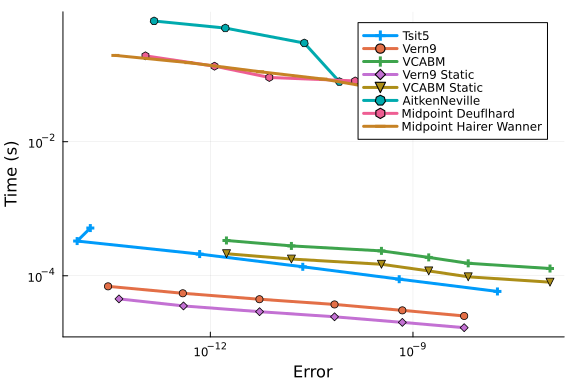 Tsit5
Vern9
VCABM
Vern9 Static
VCABM Static
AitkenNeville
Midpoint Deuflhard
Midpoint Hairer Wanner
Time (s)
10⁻²
10⁻⁴
10⁻¹²
10⁻⁹
Error